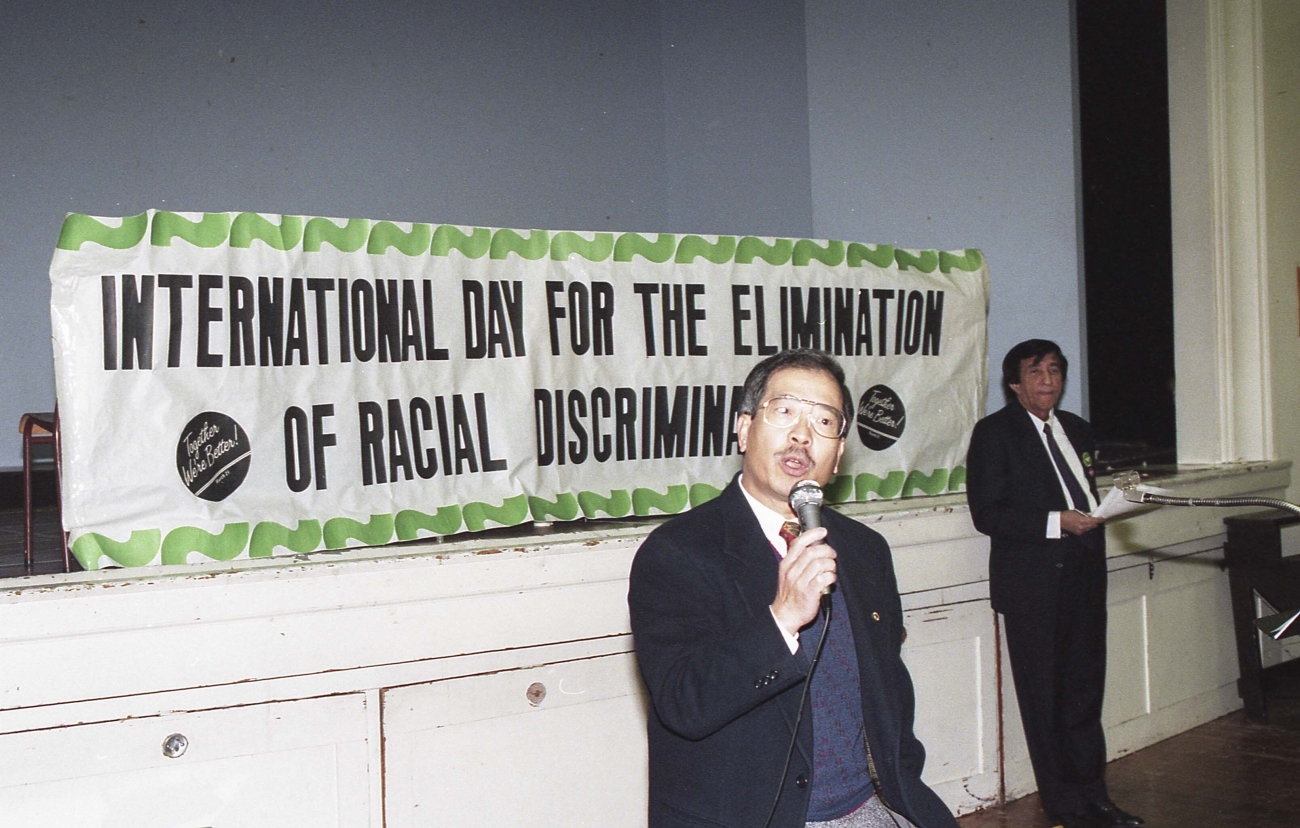 INTERNATIONAL DAY FOR THE ELIMINATION
OF RACIAL DISCRIMINA
Together
We're Better!
Together
We're Better!